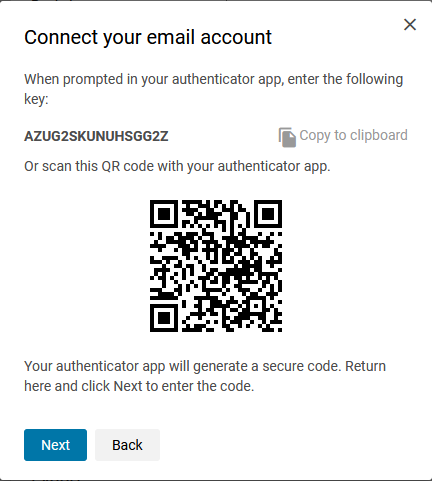 Connect your email account
When prompted in your authenticator app, enter the following
key:
AZUG2SKUNUHSGG2Z Copy to clipboard
Or scan this QR code with your authenticator app.
Your authenticator app will generate a secure code. Return
here and click Next to enter the code.
Next Back